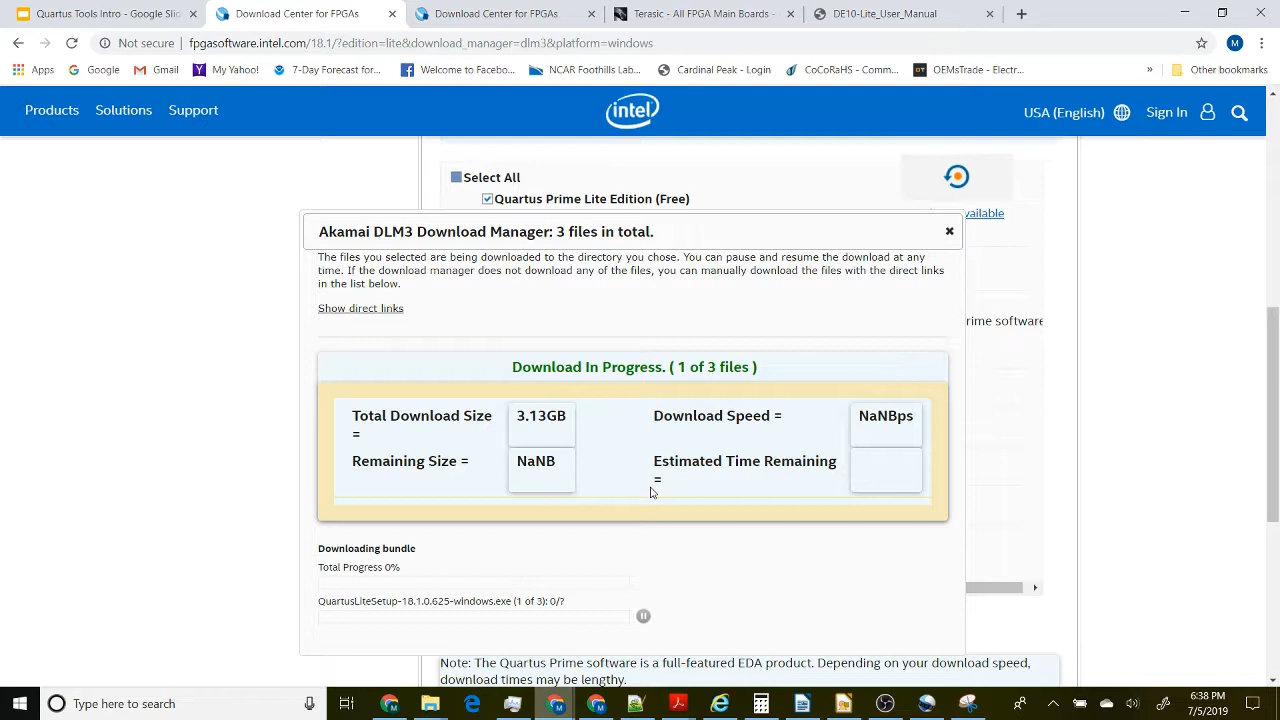 Quartus Tools Intro - Google Slid
Download Center for FPGAs
Download Center for FPGAs
Terasic - All FPGA Main Boards -
DE10-Lite_User_Manual
Not secure
fpgasoftware.intel.com/18.1/?edition=lite&download_manager=dlm3&platform=windows
M
Apps
Google
Gmail
My Yahoo!
7-Day Forecast for...
Welcome to Facebo...
NCAR Foothills Lab...
Cardinal Peak - Login
CoCoRaHS - Comm...
OEMsTrade - Electr...
»
Other bookmarks
Products
Solutions
Support
intel
USA (English)
Sign In
Select All
Quartus Prime Lite Edition (Free)
vailable
Akamai DLM3 Download Manager: 3 files in total.
The files you selected are being downloaded to the directory you chose. You can pause and resume the download at any
time. If the download manager does not download any of the files, you can manually download the files with the direct links
in the list below.
Show direct links
rime software
Download In Progress. ( 1 of 3 files )
Total Download Size
=
3.13GB
Download Speed =
NaNBps
Remaining Size =
NaNB
Estimated Time Remaining
=
Downloading bundle
Total Progress 0%
QuartusLiteSetup-18.1.0.625-windows.exe (1 of 3): 0/?
Note: The Quartus Prime software is a full-featured EDA product. Depending on your download speed,
download times may be lengthy.
Type here to search
6:38 PM
7/5/2019